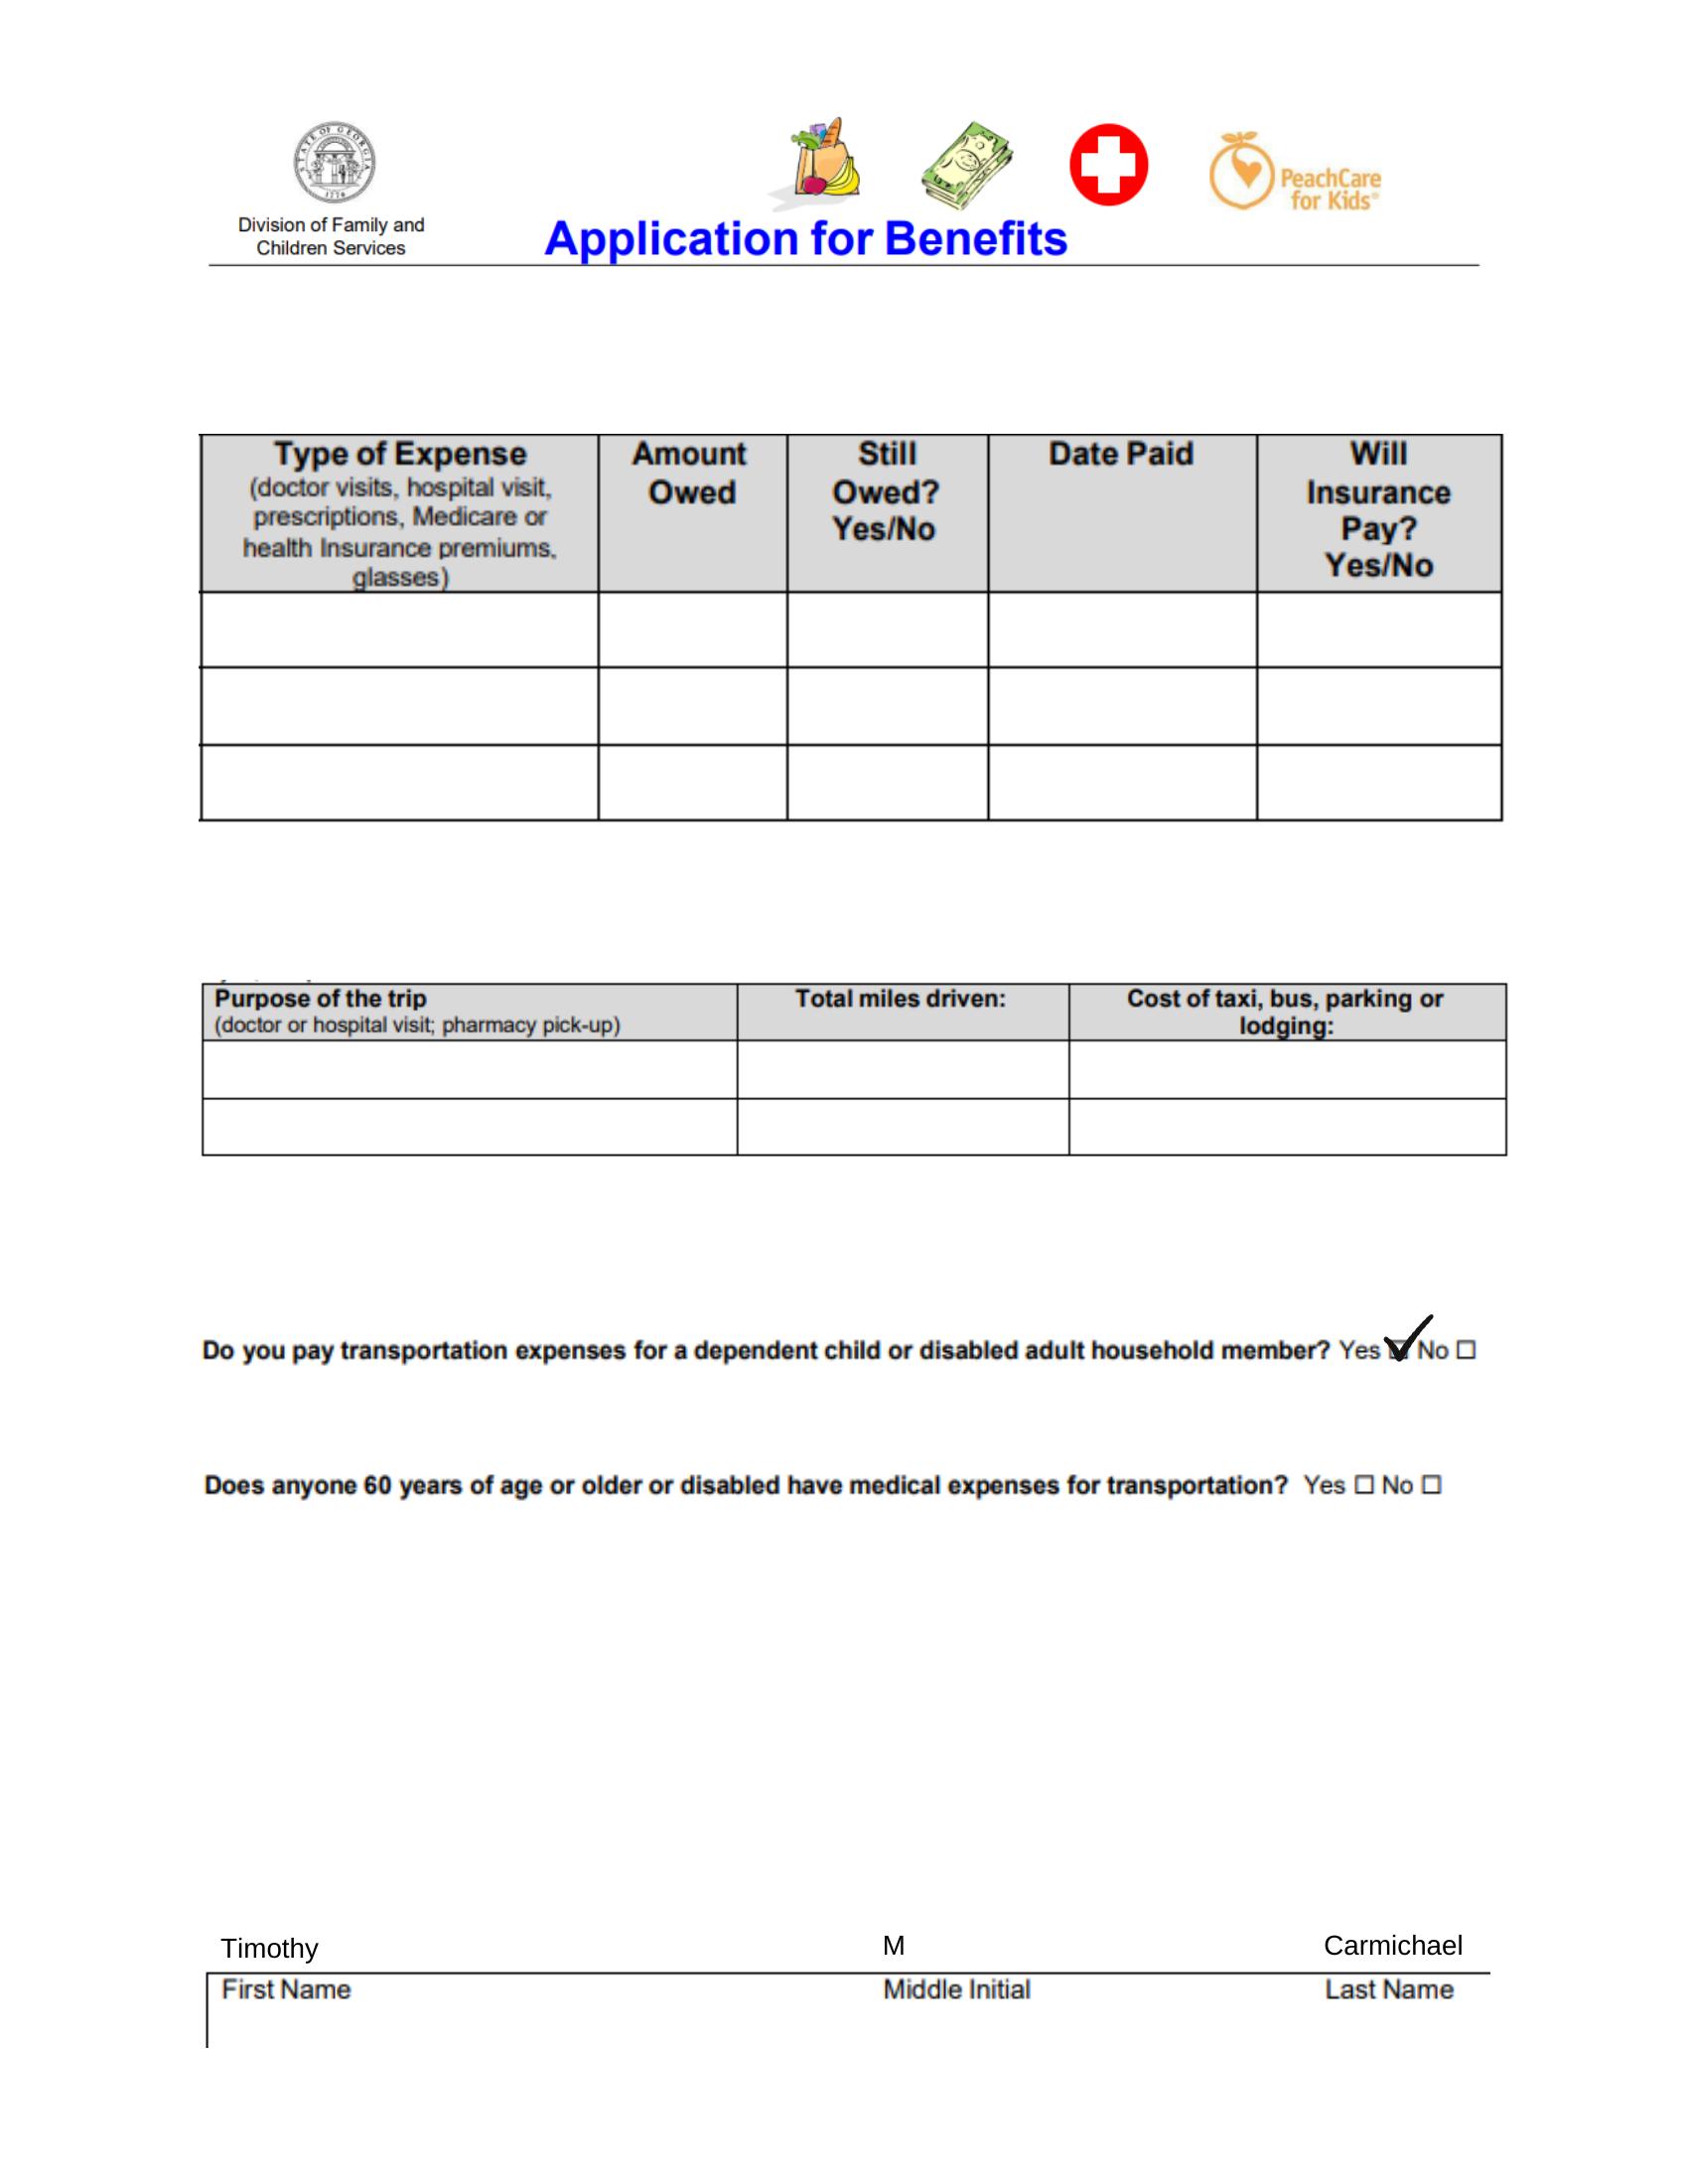 STATE OF GEORGIA
1776
Division of Family and
Children Services
Application for Benefits
PeachCare
for Kids®
Type of Expense
(doctor visits, hospital visit,
prescriptions, Medicare or
health Insurance premiums,
glasses)
Amount
Owed
Still
Owed?
Yes/No
Date Paid
Will
Insurance
Pay?
Yes/No
Purpose of the trip
(doctor or hospital visit; pharmacy pick-up)
Total miles driven:
Cost of taxi, bus, parking or
lodging:
Do you pay transportation expenses for a dependent child or disabled adult household member? Yes ☑ No ☐
Does anyone 60 years of age or older or disabled have medical expenses for transportation? Yes ☐ No ☐
Timothy M Carmichael
First Name Middle Initial Last Name